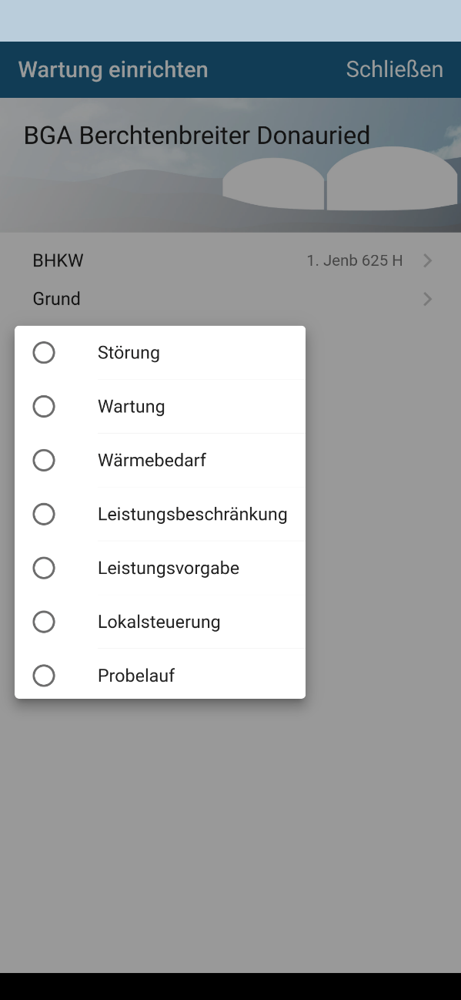 Wartung einrichten Schließen
BGA Berchtenbreiter Donauried
BHKW 1. Jenb 625 H
Grund
Störung
Wartung
Wärmebedarf
Leistungsbeschränkung
Leistungsvorgabe
Lokalsteuerung
Probelauf